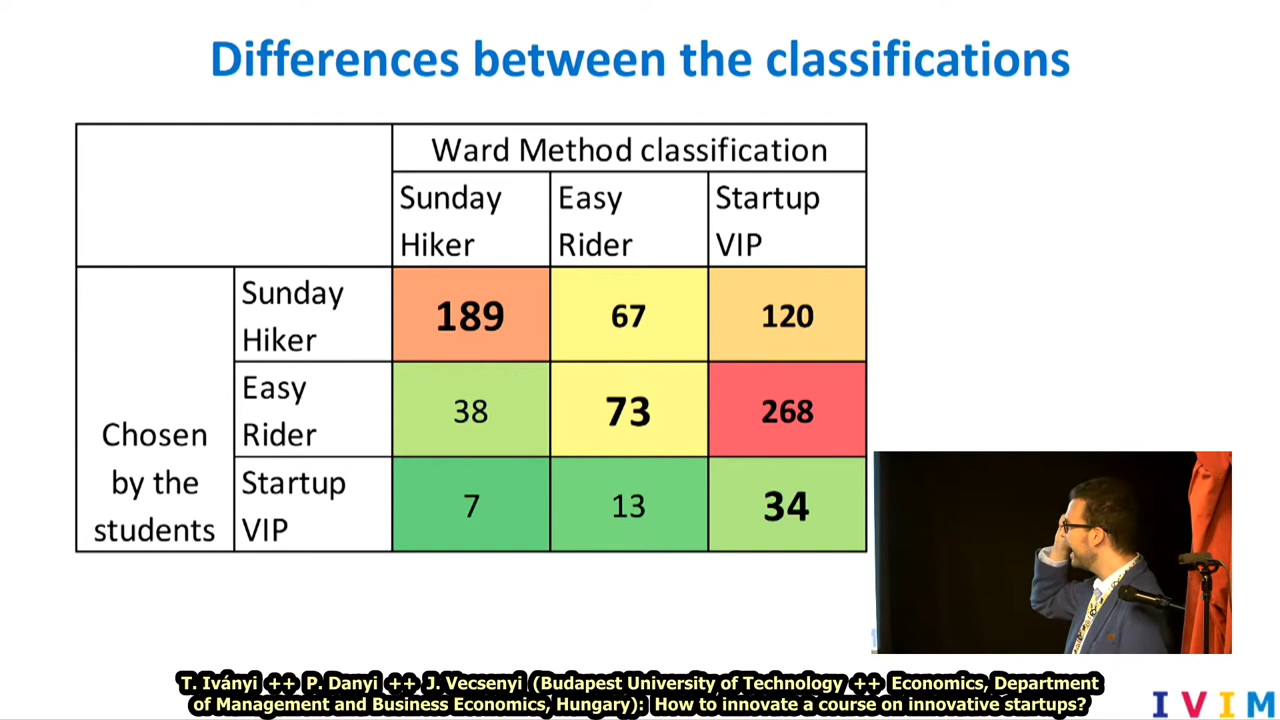 Differences between the classifications
Ward Method classification
Sunday
Hiker
Easy
Rider
Startup
VIP
Chosen
by the
students
Sunday
Hiker
189
67
120
Easy
Rider
38
73
268
Startup
VIP
7
13
34
T. Iványi ++ P. Danyi ++ J. Vecsenyi (Budapest University of Technology ++ Economics, Department
of Management and Business Economics, Hungary): How to innovate a course on innovative startups?
IVIM